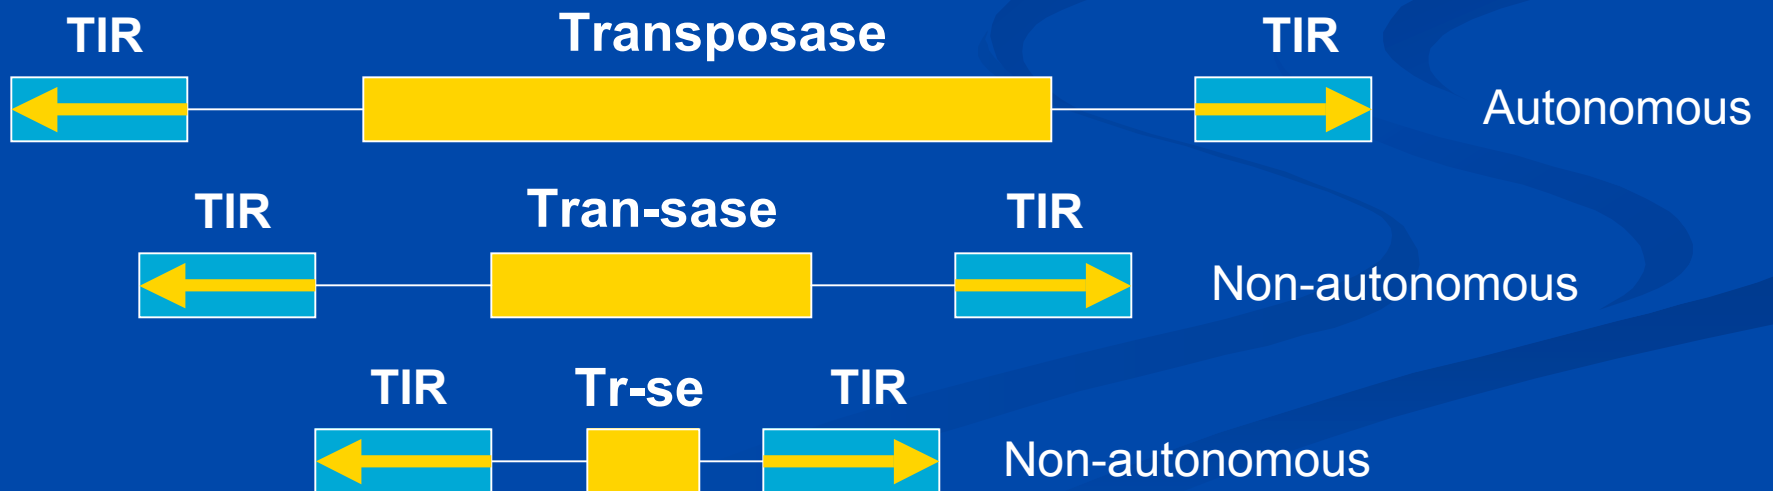 TIR Transposase TIR
Autonomous
TIR Tran-sase TIR
Non-autonomous
TIR Tr-se TIR
Non-autonomous